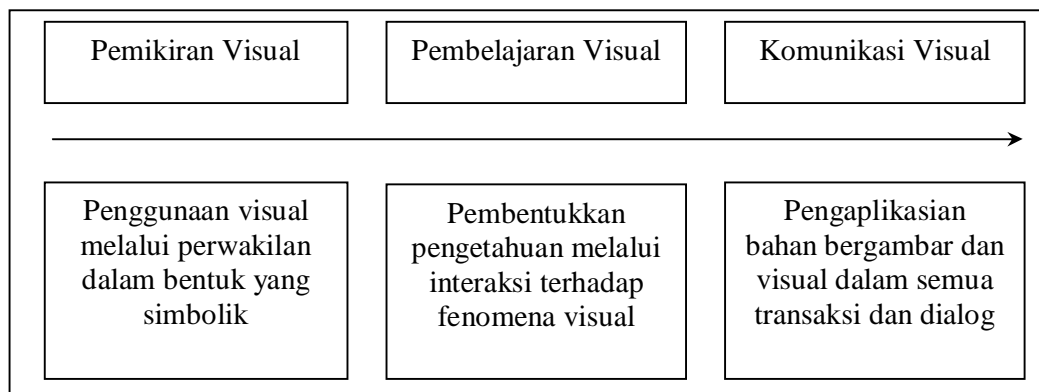 Pemikiran Visual
Pembelajaran Visual
Komunikasi Visual
Penggunaan visual
melalui perwakilan
dalam bentuk yang
simbolik
Pembentukkan
pengetahuan melalui
interaksi terhadap
fenomena visual
Pengaplikasian
bahan bergambar dan
visual dalam semua
transaksi dan dialog